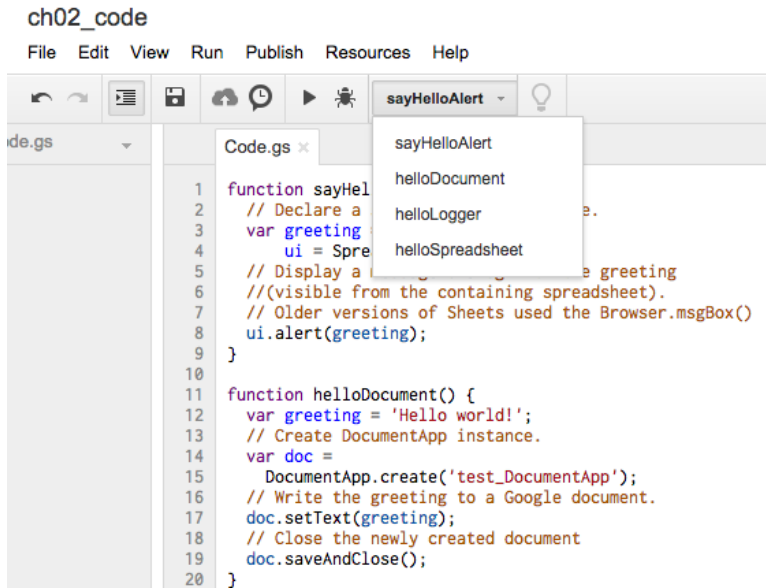 ch02_code
File Edit View Run Publish Resources Help
sayHelloAlert
de.gs
Code.gs ×
sayHelloAlert
helloDocument
helloLogger
helloSpreadsheet
1 function sayHel
2 // Declare a e.
3 var greeting
4 ui = Spre
5 // Display a e greeting
6 //(visible from the containing spreadsheet).
7 // Older versions of Sheets used the Browser.msgBox()
8 ui.alert(greeting);
9 }
10
11 function helloDocument() {
12 var greeting = 'Hello world!';
13 // Create DocumentApp instance.
14 var doc =
15 DocumentApp.create('test_DocumentApp');
16 // Write the greeting to a Google document.
17 doc.setText(greeting);
18 // Close the newly created document
19 doc.saveAndClose();
20 }